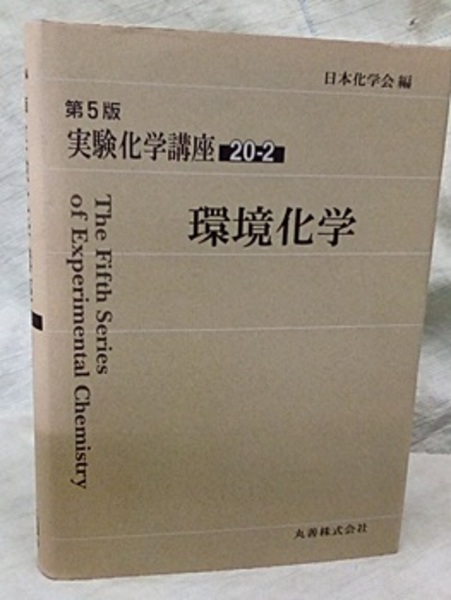 日本化学会 編
第5版
実験化学講座 20-2
環境化学
The Fifth Series
of Experimental Chemistry
丸善株式会社